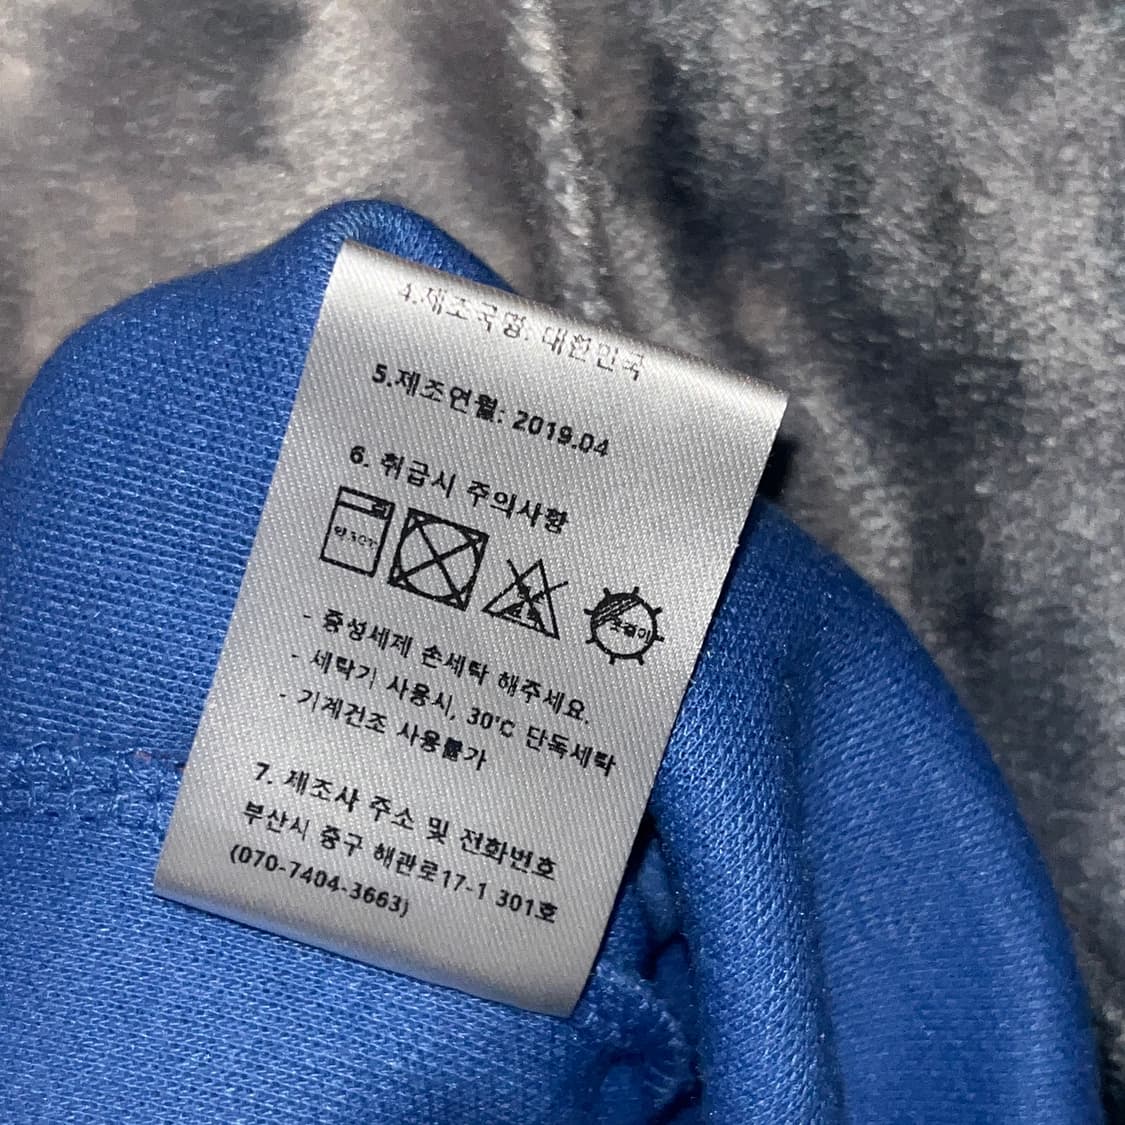 4.제조국명: 대한민국
5.제조연월: 2019.04
6. 취급시 주의사항
약 30℃
- 중성세제 손세탁 해주세요.
- 세탁기 사용시, 30℃ 단독세탁
- 기계건조 사용불가
7. 제조사 주소 및 전화번호
부산시 중구 해관로17-1 301호
(070-7404-3663)